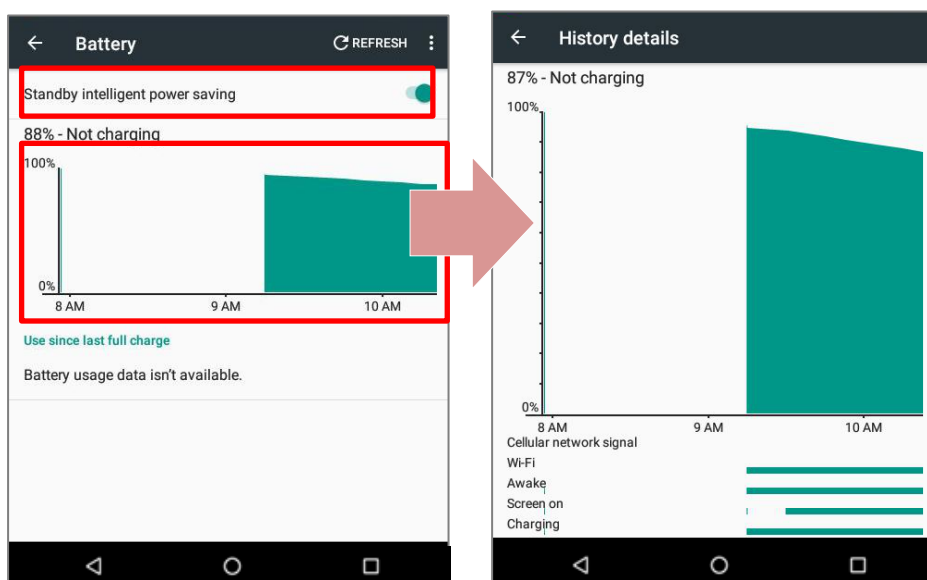 Battery
REFRESH
Standby intelligent power saving
88% - Not charging
100%
0%
8 AM 9 AM 10 AM
Use since last full charge
Battery usage data isn't available.
History details
87% - Not charging
100%
0%
8 AM 9 AM 10 AM
Cellular network signal
Wi-Fi
Awake
Screen on
Charging